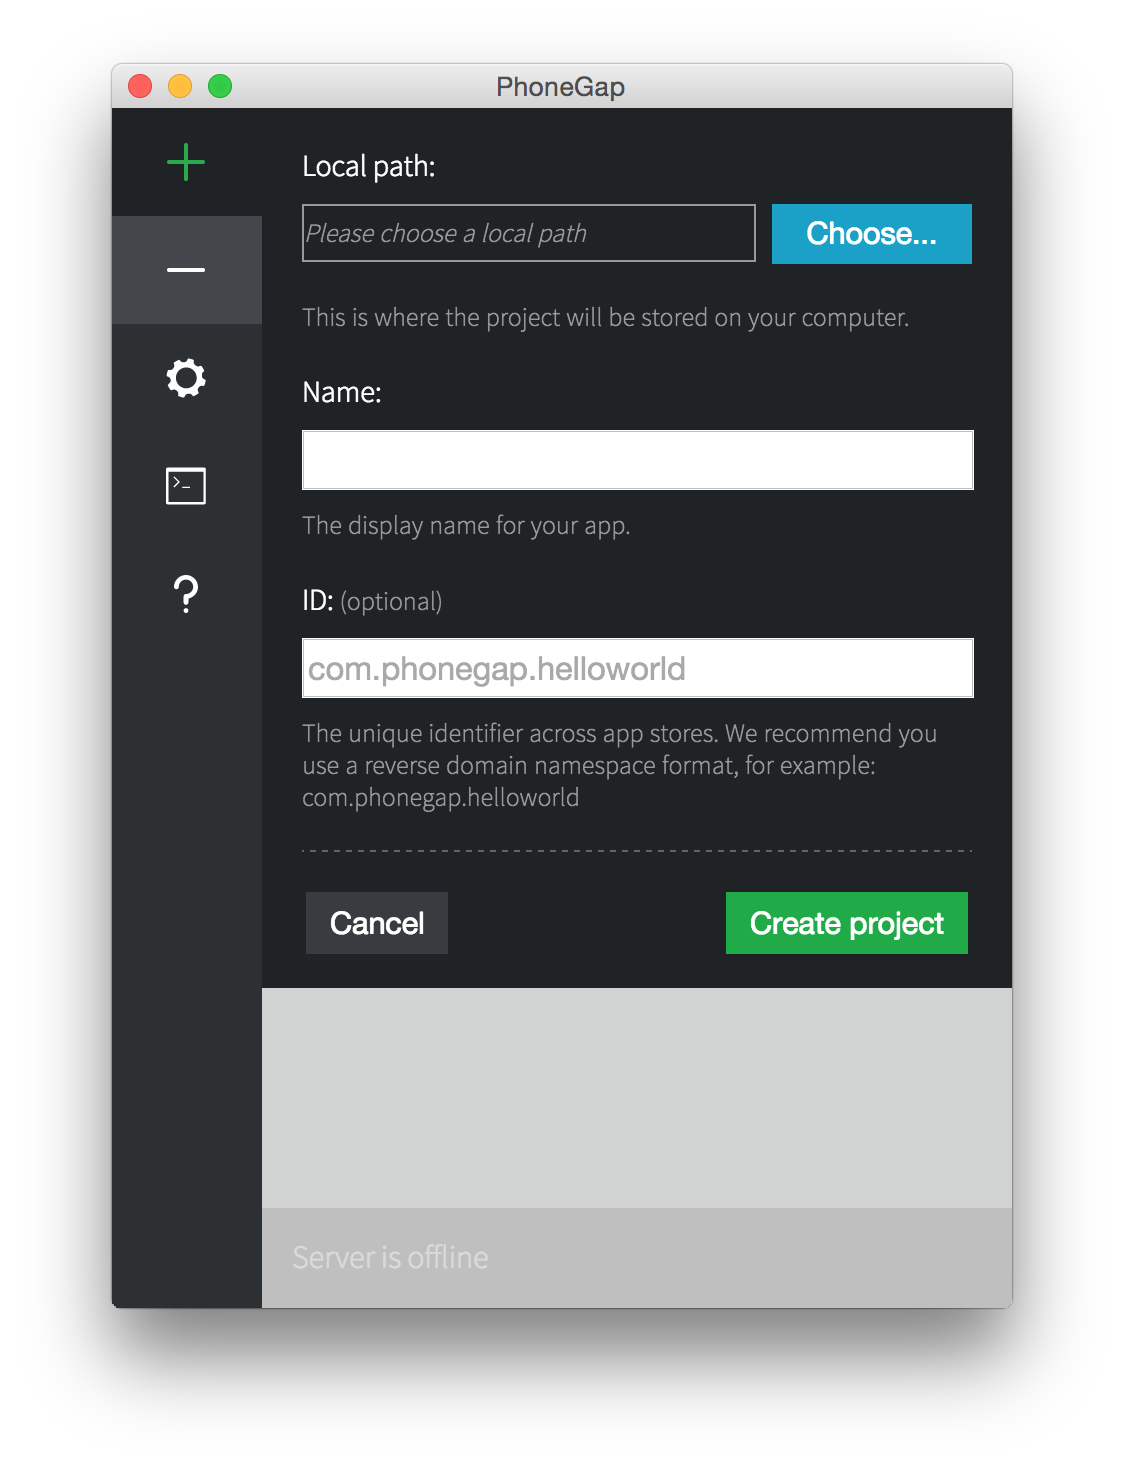 PhoneGap
Local path:
Please choose a local path
Choose...
This is where the project will be stored on your computer.
Name:
The display name for your app.
ID: (optional)
com.phonegap.helloworld
The unique identifier across app stores. We recommend you
use a reverse domain namespace format, for example:
com.phonegap.helloworld
Cancel
Create project
Server is offline